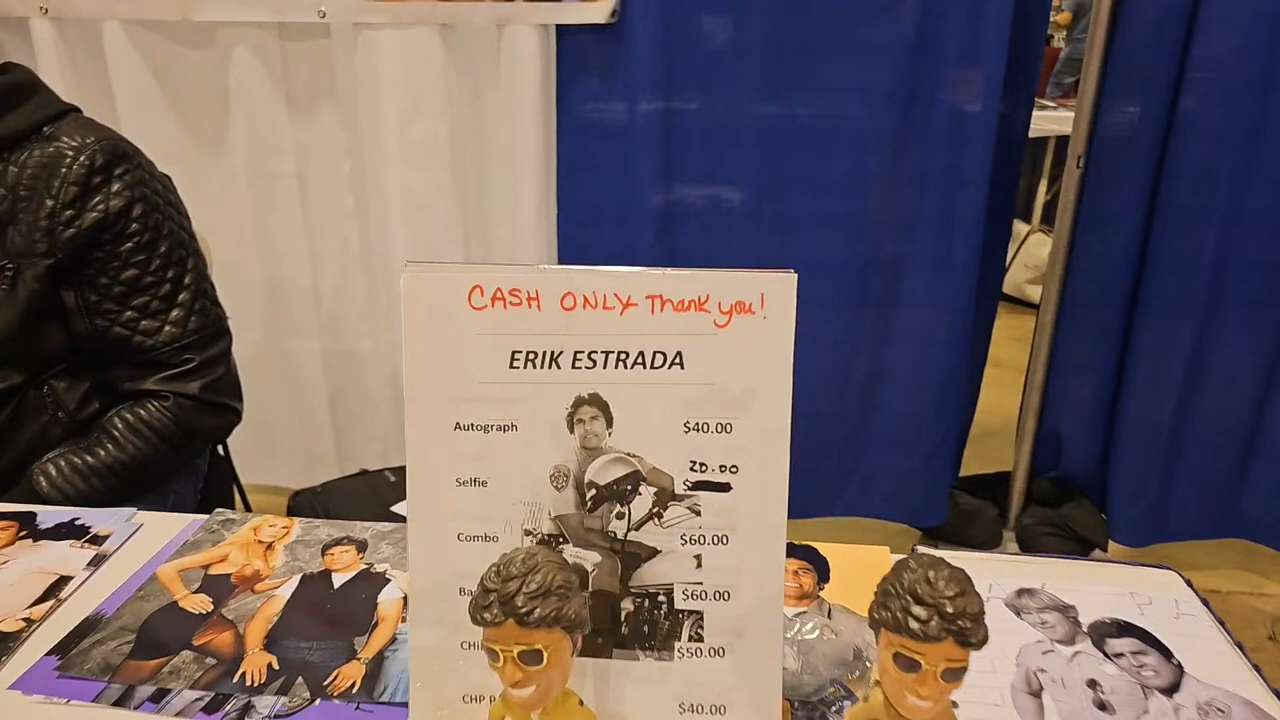 CASH ONLY Thank you!
ERIK ESTRADA
Autograph $40.00
Selfie 20.00
Combo $60.00
$60.00
$50.00
CHP $40.00